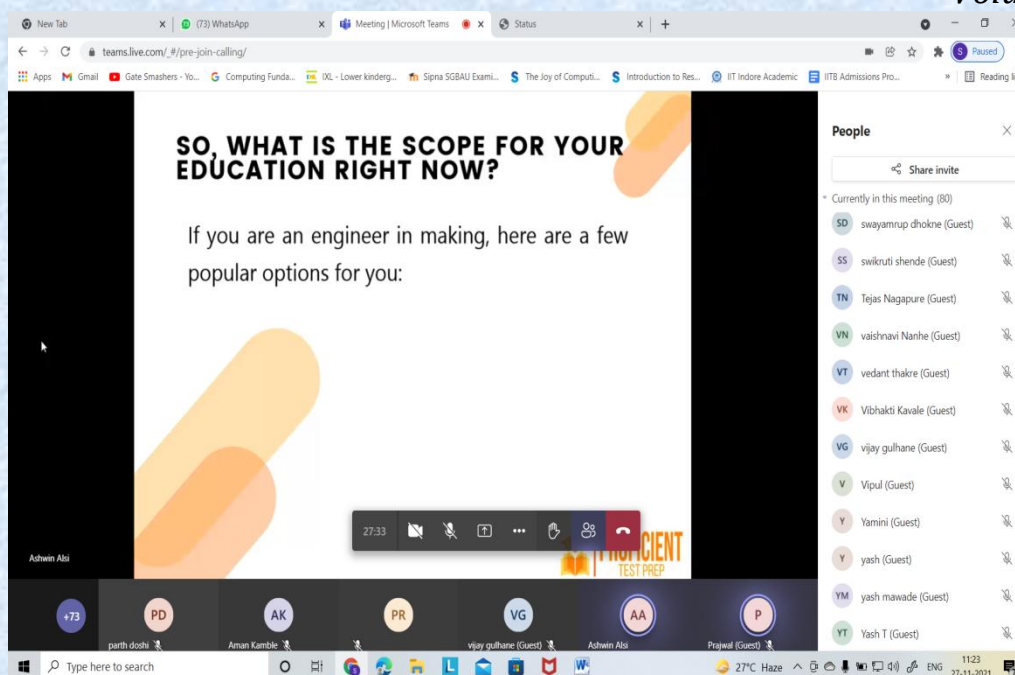 New Tab
(73) WhatsApp
Meeting | Microsoft Teams
Status
teams.live.com/_#/pre-join-calling/
S Paused
Apps
Gmail
Gate Smashers - Yo...
Computing Funda...
IXL - Lower kinderg...
Sipna SGBAU Exami...
The Joy of Computi...
Introduction to Res...
IIT Indore Academic
IITB Admissions Pro...
»
SO, WHAT IS THE SCOPE FOR YOUR
EDUCATION RIGHT NOW?
If you are an engineer in making, here are a few
popular options for you:
27:33
TEST PREP
Ashwin Alsi
+73
PD
parth doshi
AK
Aman Kamble
PR
VG
vijay gulhane (Guest)
AA
Ashwin Alsi
P
Prajwal (Guest)
People
Share invite
Currently in this meeting (80)
SD swayamrup dhokne (Guest)
SS swikruti shende (Guest)
TN Tejas Nagapure (Guest)
VN vaishnavi Nanhe (Guest)
VT vedant thakre (Guest)
VK Vibhakti Kavale (Guest)
VG vijay gulhane (Guest)
V Vipul (Guest)
Y Yamini (Guest)
Y yash (Guest)
YM yash mawade (Guest)
YT Yash T (Guest)
Type here to search
27°C Haze
ENG
11:23
27-11-2021